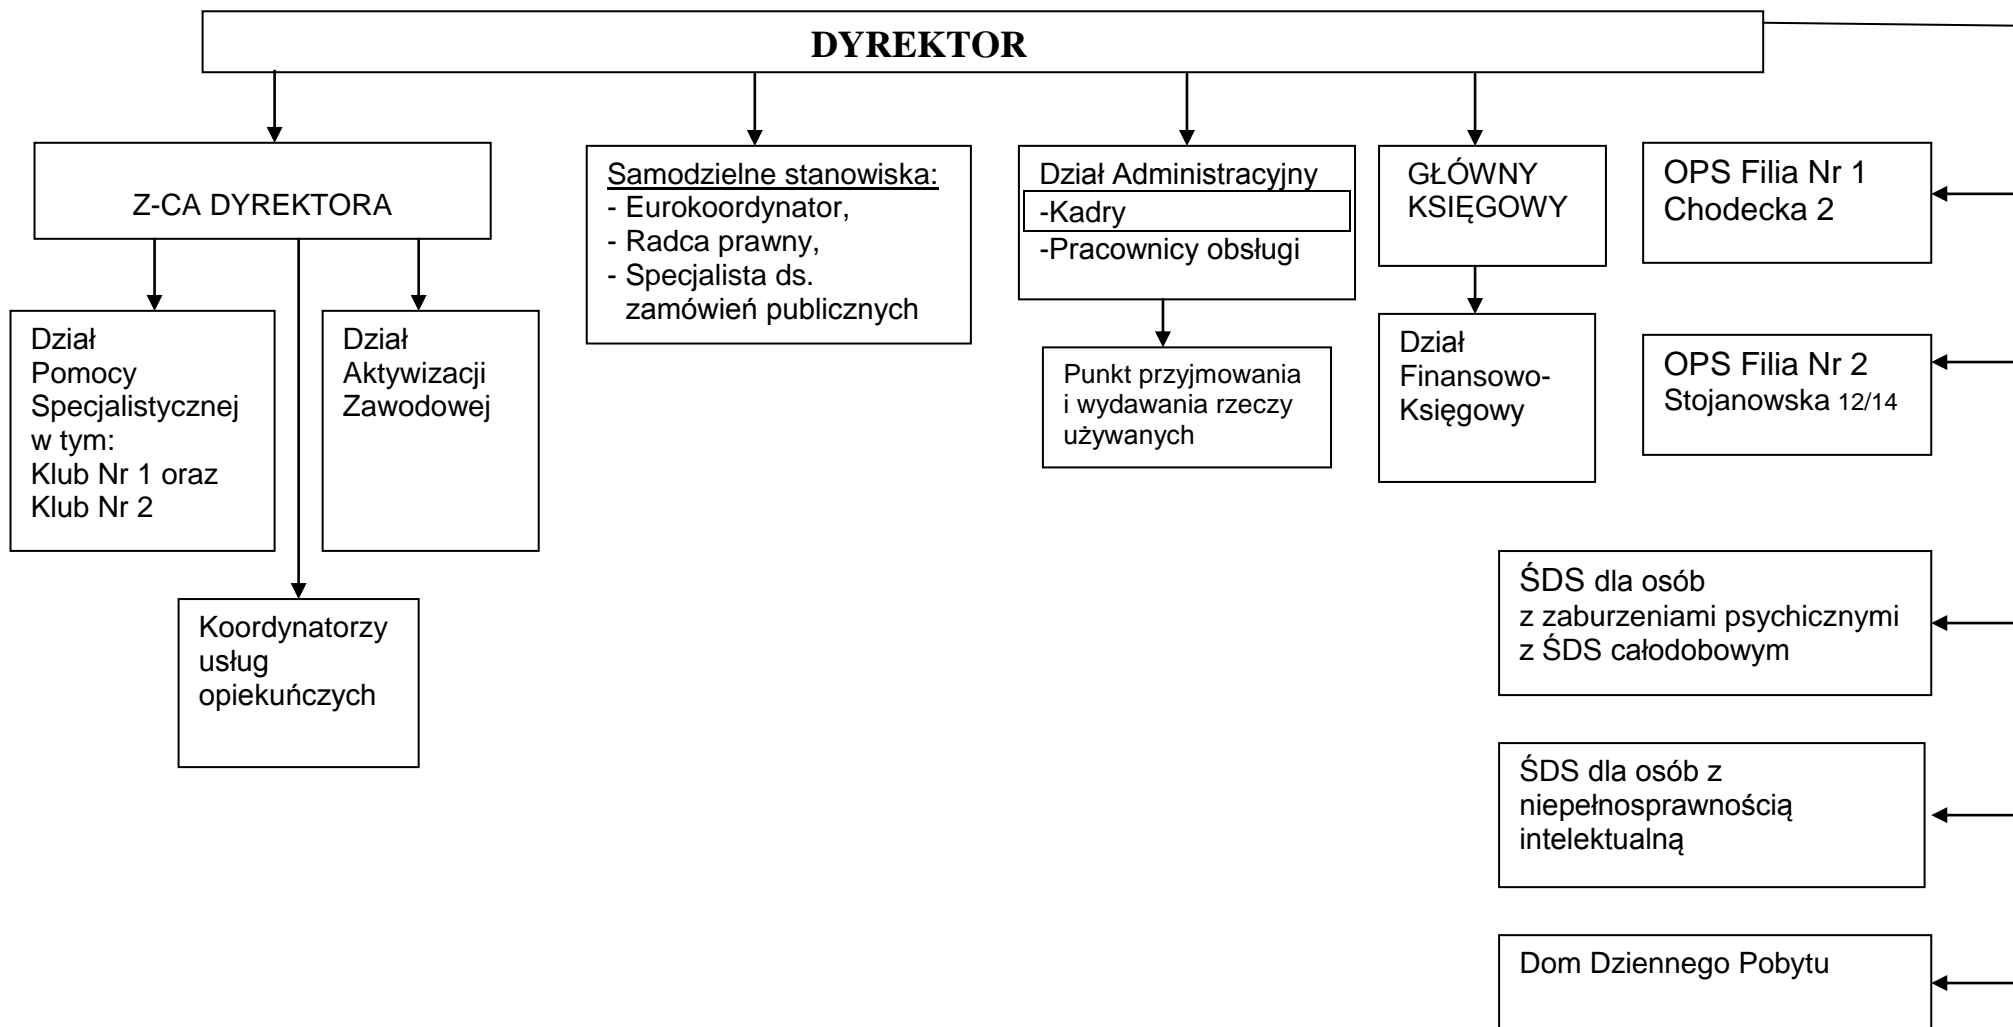 DYREKTOR
Z-CA DYREKTORA
Samodzielne stanowiska:
- Eurokoordynator,
- Radca prawny,
- Specjalista ds.
zamówień publicznych
Dział Administracyjny
-Kadry
-Pracownicy obsługi
GŁÓWNY
KSIĘGOWY
OPS Filia Nr 1
Chodecka 2
Dział
Pomocy
Specjalistycznej
w tym:
Klub Nr 1 oraz
Klub Nr 2
Dział
Aktywizacji
Zawodowej
Punkt przyjmowania
i wydawania rzeczy
używanych
Dział
Finansowo-
Księgowy
OPS Filia Nr 2
Stojanowska 12/14
Koordynatorzy
usług
opiekuńczych
ŚDS dla osób
z zaburzeniami psychicznymi
z ŚDS całodobowym
ŚDS dla osób z
niepełnosprawnością
intelektualną
Dom Dziennego Pobytu